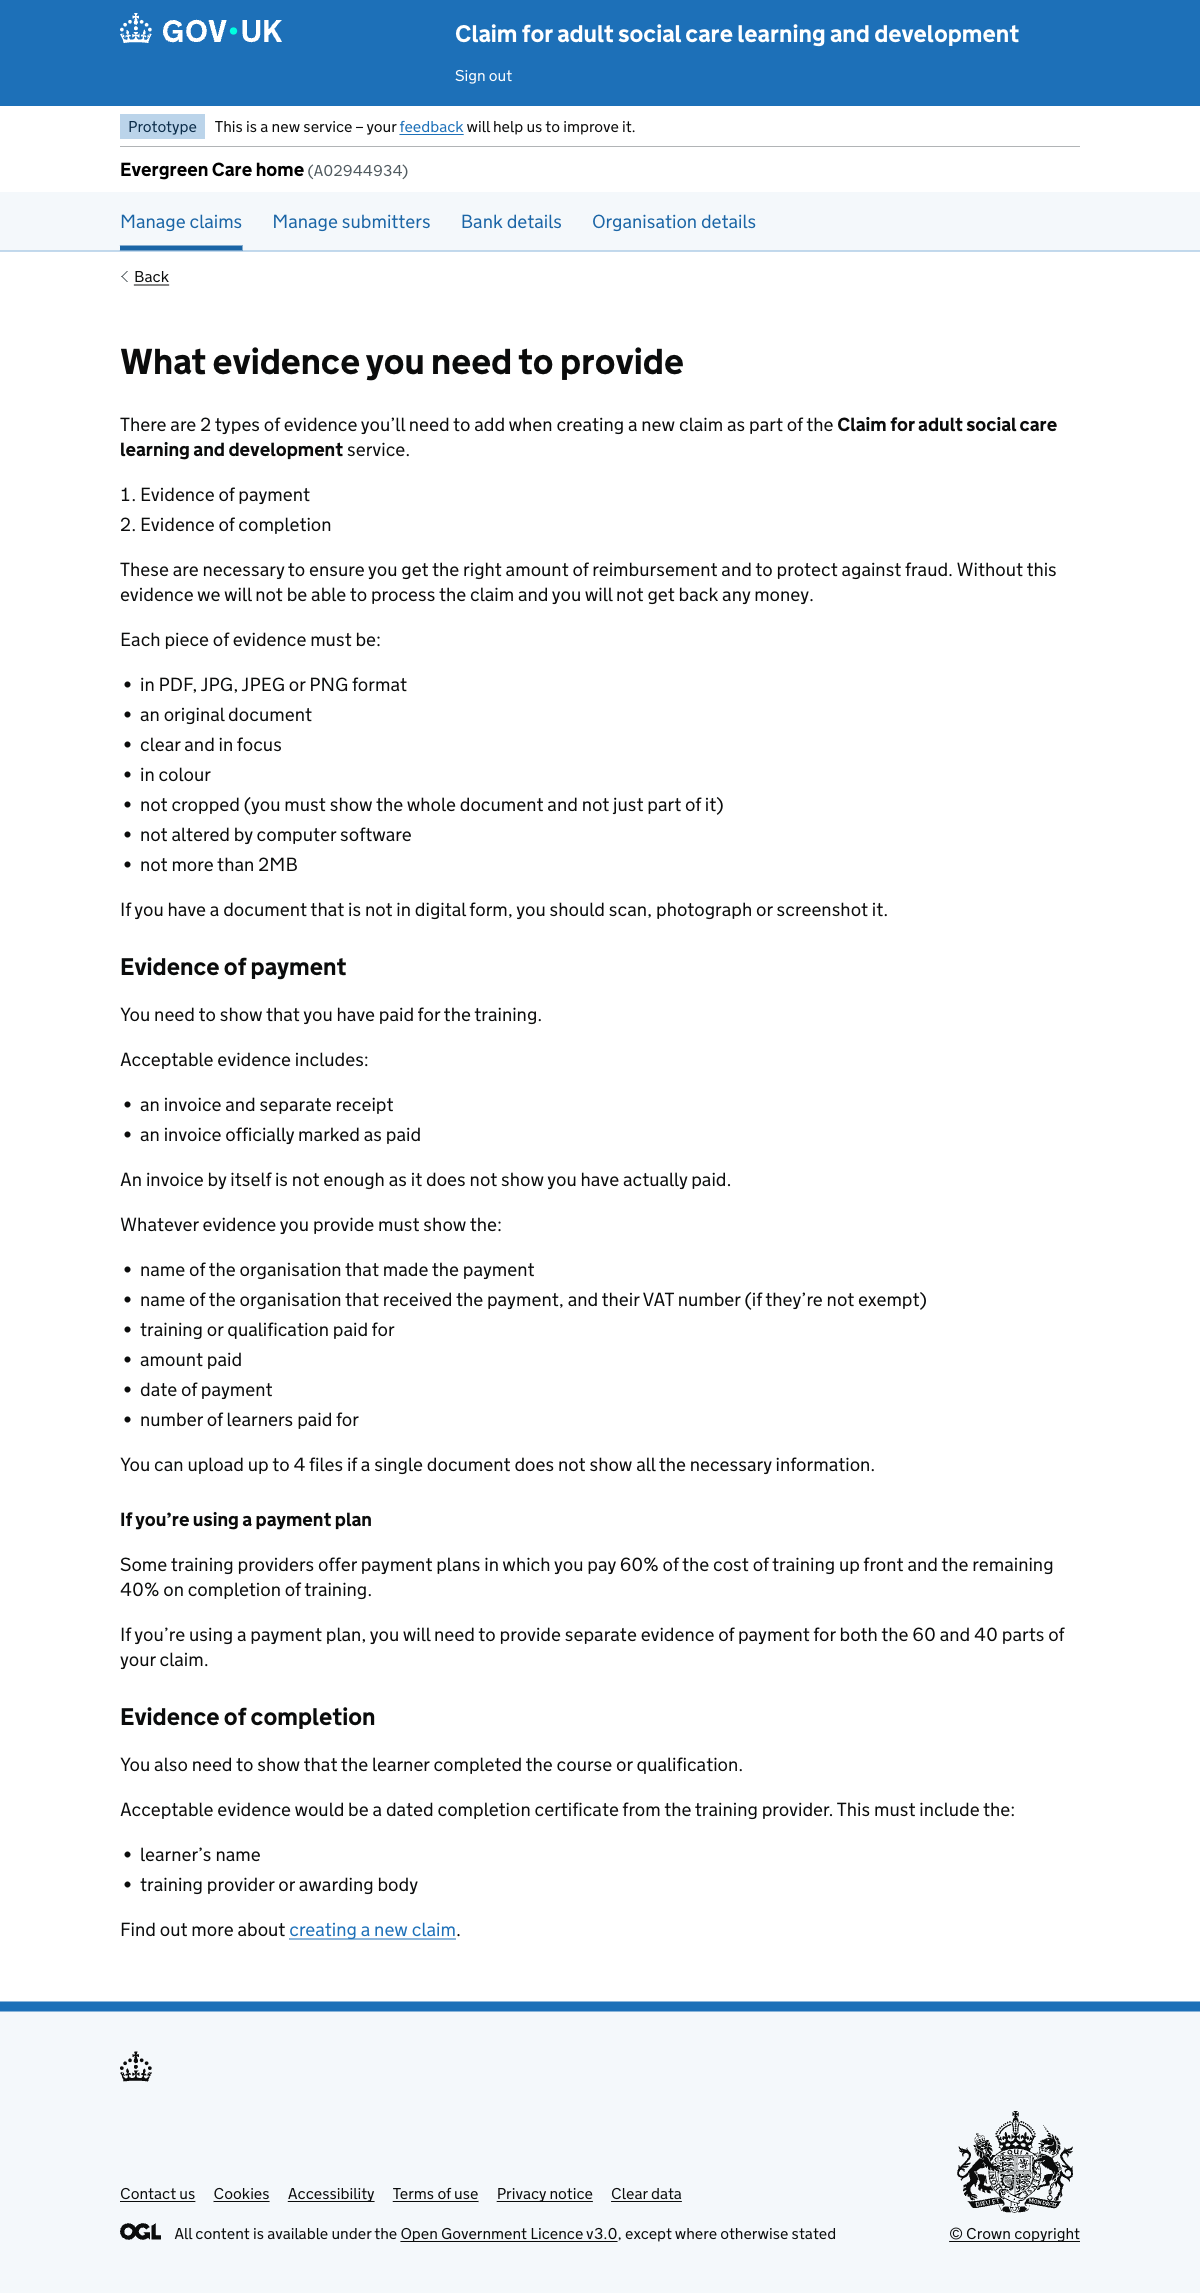 GOV·UK
Claim for adult social care learning and development
Sign out
Prototype This is a new service – your feedback will help us to improve it.
Evergreen Care home (A02944934)
Manage claims Manage submitters Bank details Organisation details
Back
What evidence you need to provide
There are 2 types of evidence you’ll need to add when creating a new claim as part of the Claim for adult social care
learning and development service.
1. Evidence of payment
2. Evidence of completion
These are necessary to ensure you get the right amount of reimbursement and to protect against fraud. Without this
evidence we will not be able to process the claim and you will not get back any money.
Each piece of evidence must be:
• in PDF, JPG, JPEG or PNG format
• an original document
• clear and in focus
• in colour
• not cropped (you must show the whole document and not just part of it)
• not altered by computer software
• not more than 2MB
If you have a document that is not in digital form, you should scan, photograph or screenshot it.
Evidence of payment
You need to show that you have paid for the training.
Acceptable evidence includes:
• an invoice and separate receipt
• an invoice officially marked as paid
An invoice by itself is not enough as it does not show you have actually paid.
Whatever evidence you provide must show the:
• name of the organisation that made the payment
• name of the organisation that received the payment, and their VAT number (if they’re not exempt)
• training or qualification paid for
• amount paid
• date of payment
• number of learners paid for
You can upload up to 4 files if a single document does not show all the necessary information.
If you’re using a payment plan
Some training providers offer payment plans in which you pay 60% of the cost of training up front and the remaining
40% on completion of training.
If you’re using a payment plan, you will need to provide separate evidence of payment for both the 60 and 40 parts of
your claim.
Evidence of completion
You also need to show that the learner completed the course or qualification.
Acceptable evidence would be a dated completion certificate from the training provider. This must include the:
• learner’s name
• training provider or awarding body
Find out more about creating a new claim.
Contact us Cookies Accessibility Terms of use Privacy notice Clear data
OGL All content is available under the Open Government Licence v3.0, except where otherwise stated
© Crown copyright